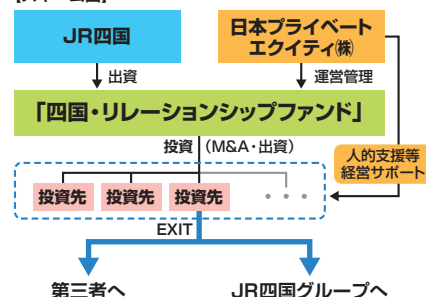 JR四国
日本プライベート
エクイティ㈱
出資
運営管理
「四国・リレーションシップファンド」
投資（M&A・出資）
人的支援等
経営サポート
投資先
投資先
投資先
・・・
EXIT
第三者へ
JR四国グループへ